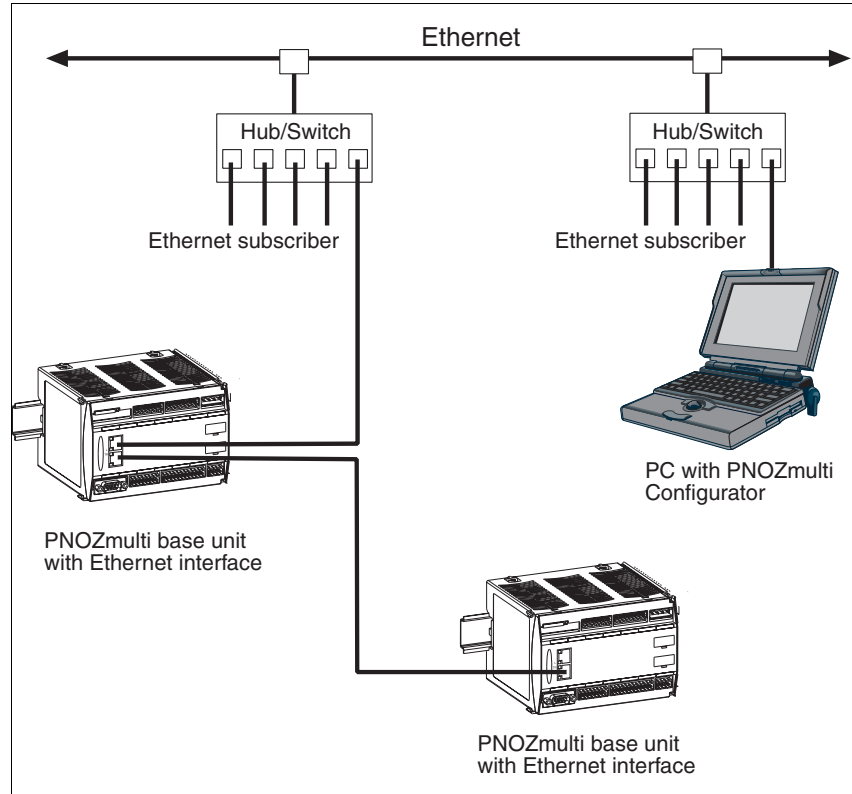 Ethernet
Hub/Switch
Hub/Switch
Ethernet subscriber
Ethernet subscriber
PC with PNOZmulti
Configurator
PNOZmulti base unit
with Ethernet interface
PNOZmulti base unit
with Ethernet interface